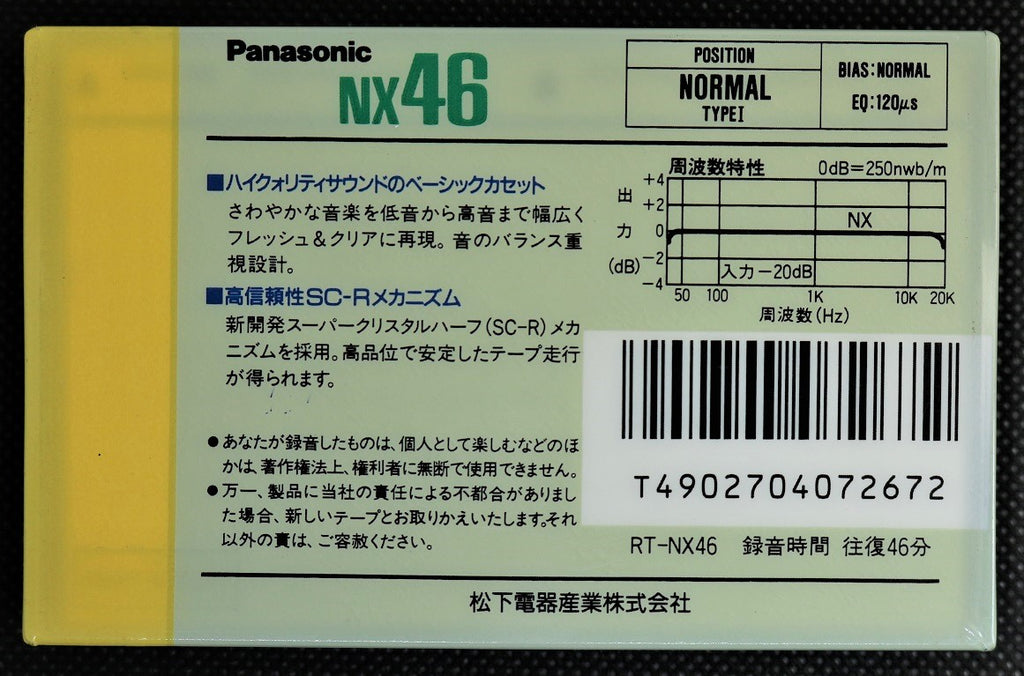 Panasonic
NX46
POSITION
NORMAL
TYPEI
BIAS:NORMAL
EQ:120μs
■ハイクォリティサウンドのベーシックカセット
さわやかな音楽を低音から高音まで幅広く
フレッシュ&クリアに再現。音のバランス重
視設計。
■高信頼性SC-Rメカニズム
新開発スーパークリスタルハーフ(SC-R)メカ
ニズムを採用。高品位で安定したテープ走行
が得られます。
●あなたが録音したものは、個人として楽しむなどのほ
かは、著作権法上、権利者に無断で使用できません。
●万一、製品に当社の責任による不都合がありまし
た場合、新しいテープとお取りかえいたします。それ
以外の責は、ご容赦ください。
周波数特性 0dB=250nwb/m
出力(dB)
+4
+2
0
-2
-4
NX
入力-20dB
50 100 1K 10K 20K
周波数(Hz)
T4902704072672
RT-NX46 録音時間 往復46分
松下電器産業株式会社